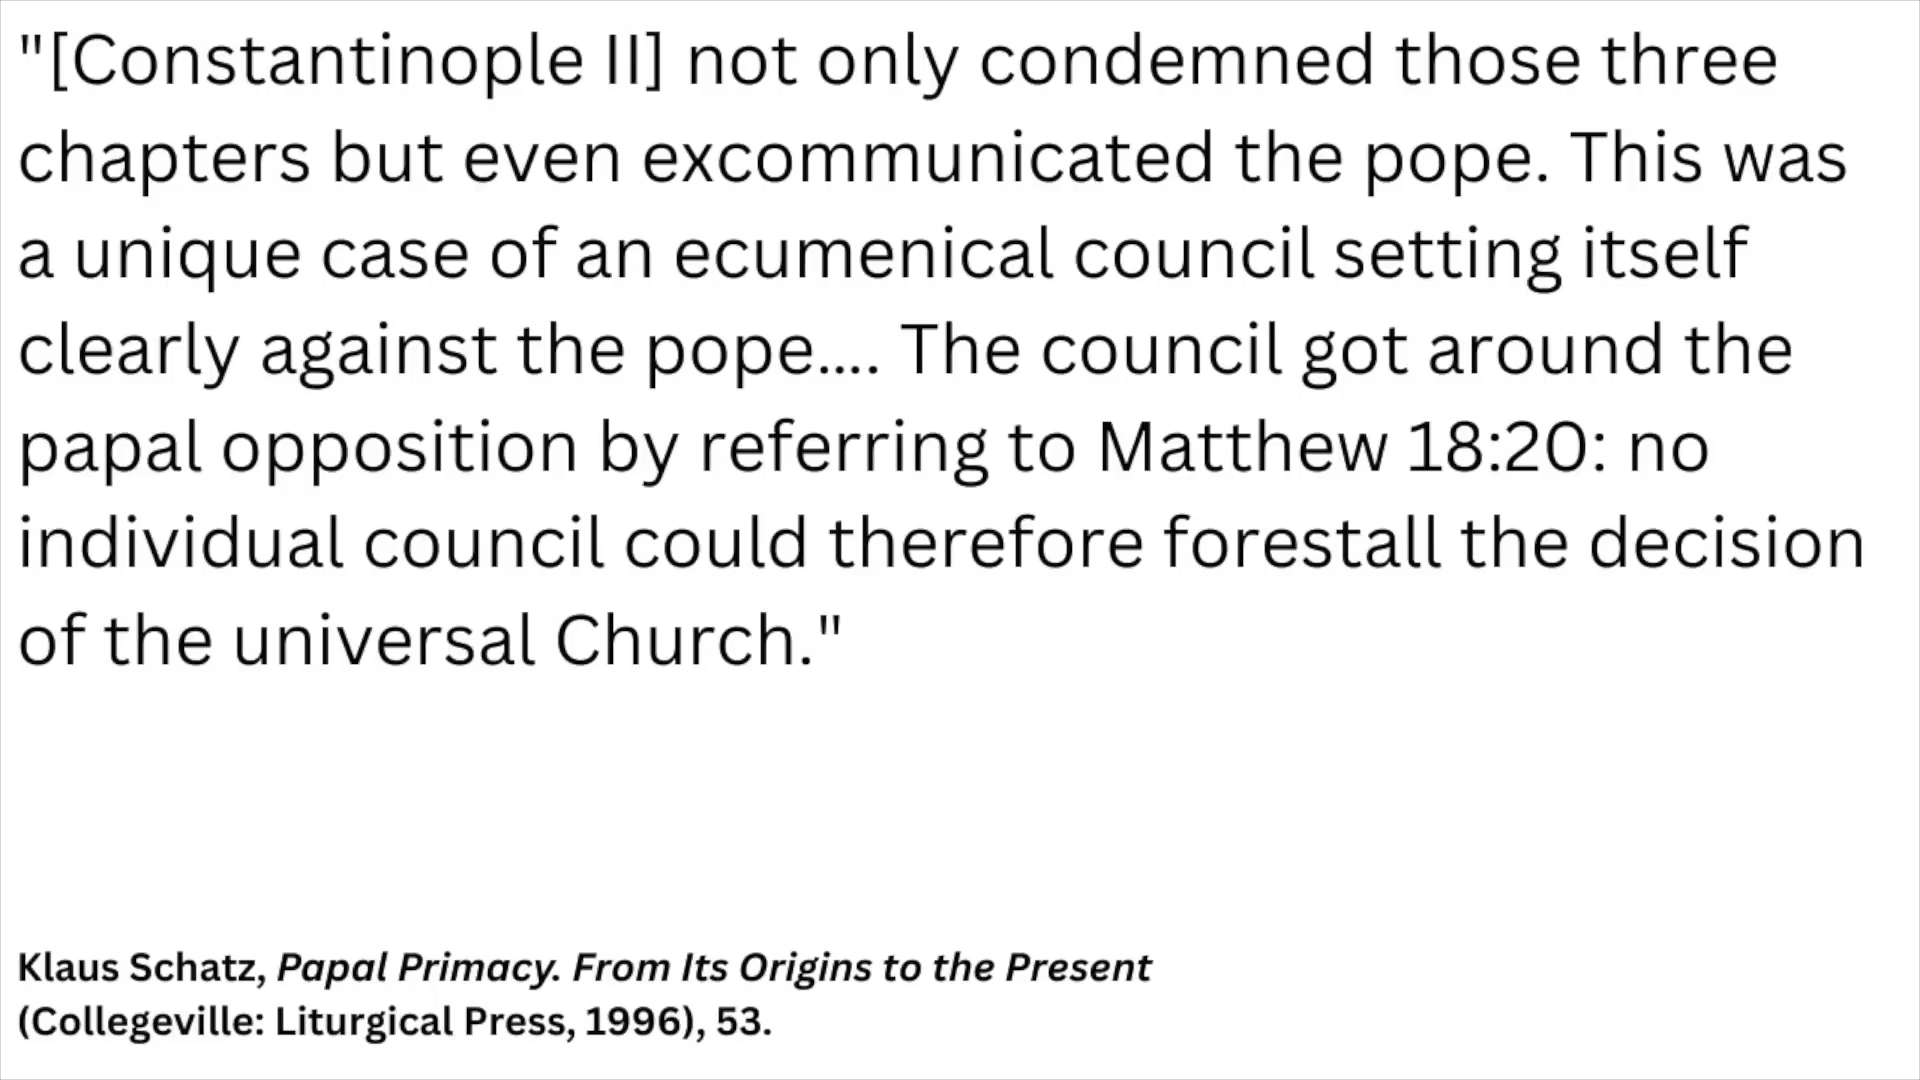 "[Constantinople II] not only condemned those three
chapters but even excommunicated the pope. This was
a unique case of an ecumenical council setting itself
clearly against the pope.... The council got around the
papal opposition by referring to Matthew 18:20: no
individual council could therefore forestall the decision
of the universal Church."
Klaus Schatz, Papal Primacy. From Its Origins to the Present
(Collegeville: Liturgical Press, 1996), 53.